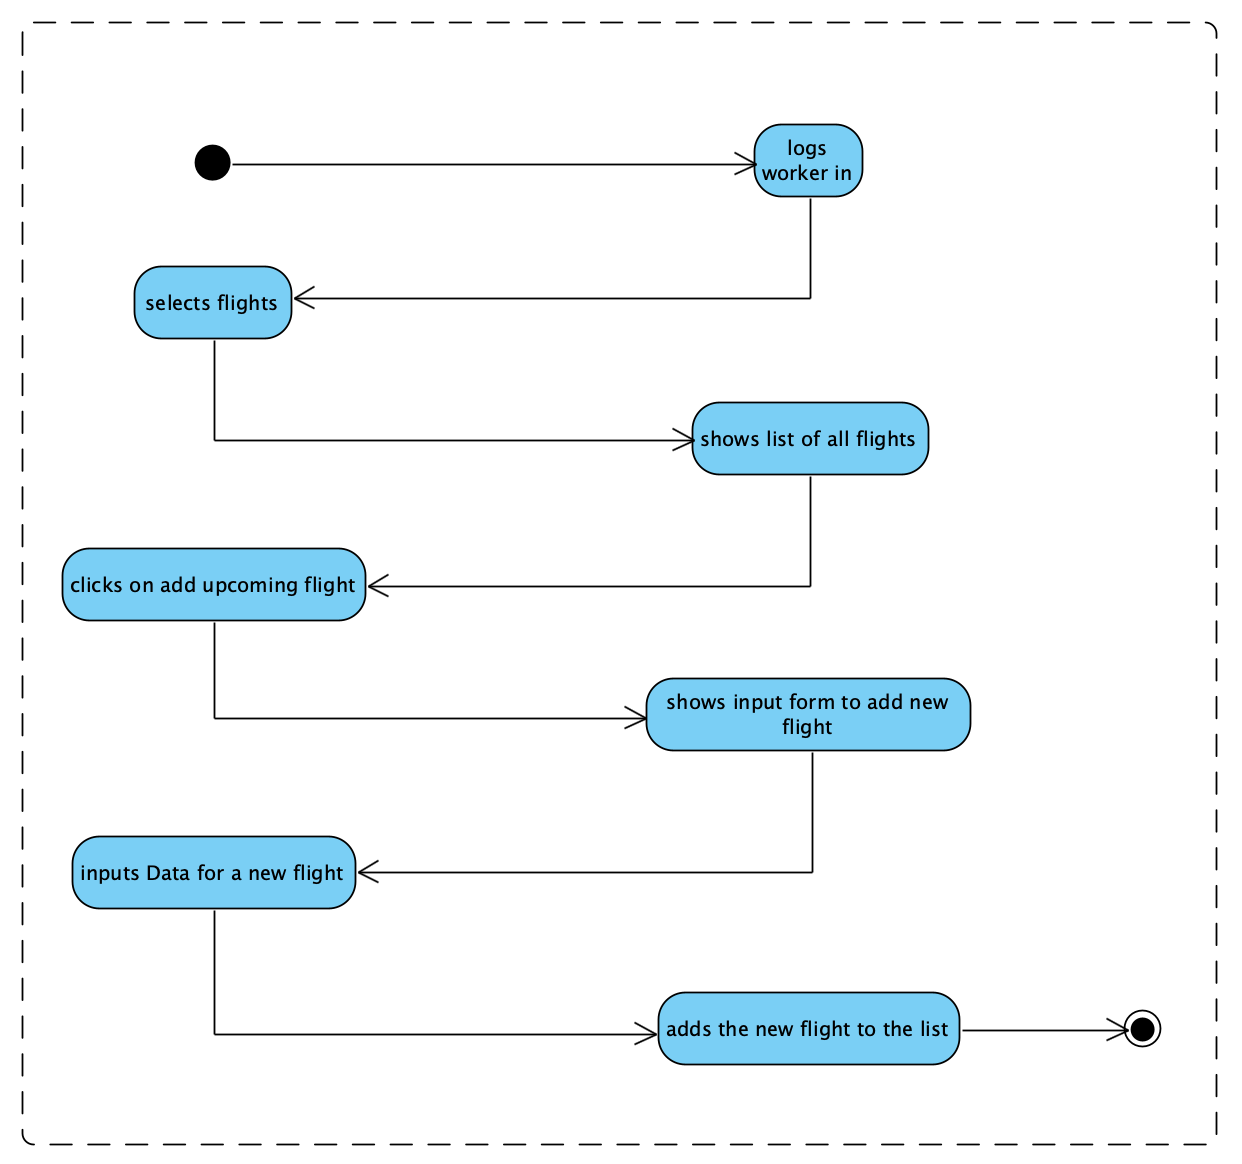 logs
worker in
selects flights
shows list of all flights
clicks on add upcoming flight
shows input form to add new
flight
inputs Data for a new flight
adds the new flight to the list